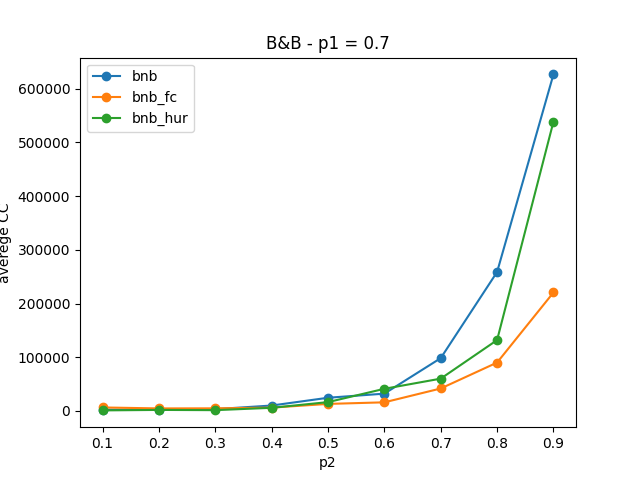 B&B - p1 = 0.7
bnb
bnb_fc
bnb_hur
600000
500000
400000
300000
200000
100000
0
averege CC
0.1 0.2 0.3 0.4 0.5 0.6 0.7 0.8 0.9
p2